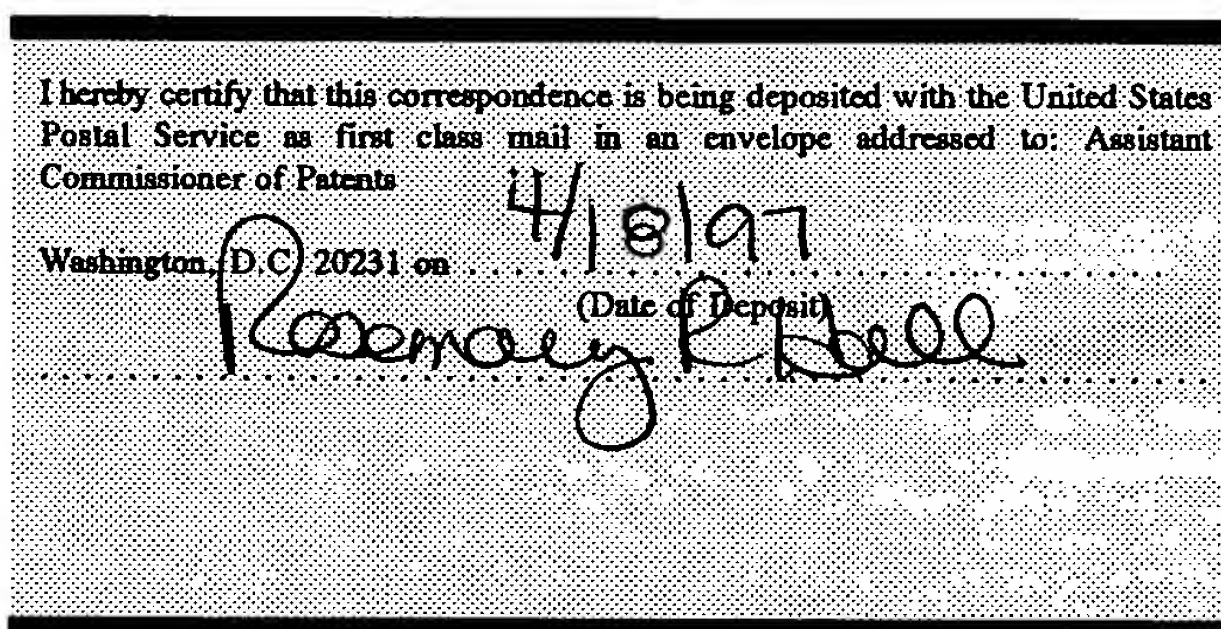 I hereby certify that this correspondence is being deposited with the United States
Postal Service as first class mail in an envelope addressed to: Assistant
Commissioner of Patents
4/18/97
Washington, D.C. 20231 on . . . . . . . . . . . . . . . . . . . . . . . . . . . . . . . . . . . . . . . .
(Date of Deposit)
Rosemary R